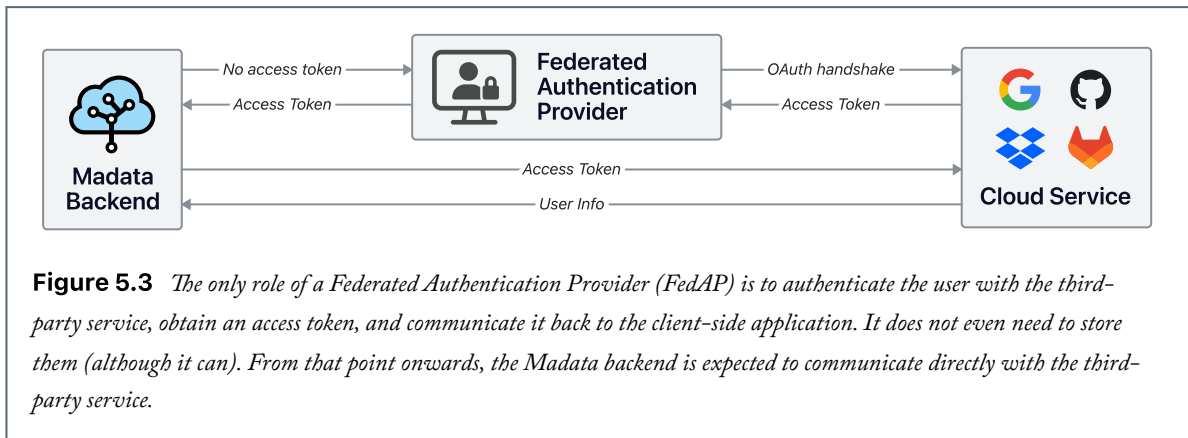 No access token
Access Token
Federated
Authentication
Provider
OAuth handshake
Access Token
Madata
Backend
Access Token
User Info
Cloud Service
Figure 5.3 The only role of a Federated Authentication Provider (FedAP) is to authenticate the user with the third-
party service, obtain an access token, and communicate it back to the client-side application. It does not even need to store
them (although it can). From that point onwards, the Madata backend is expected to communicate directly with the third-
party service.